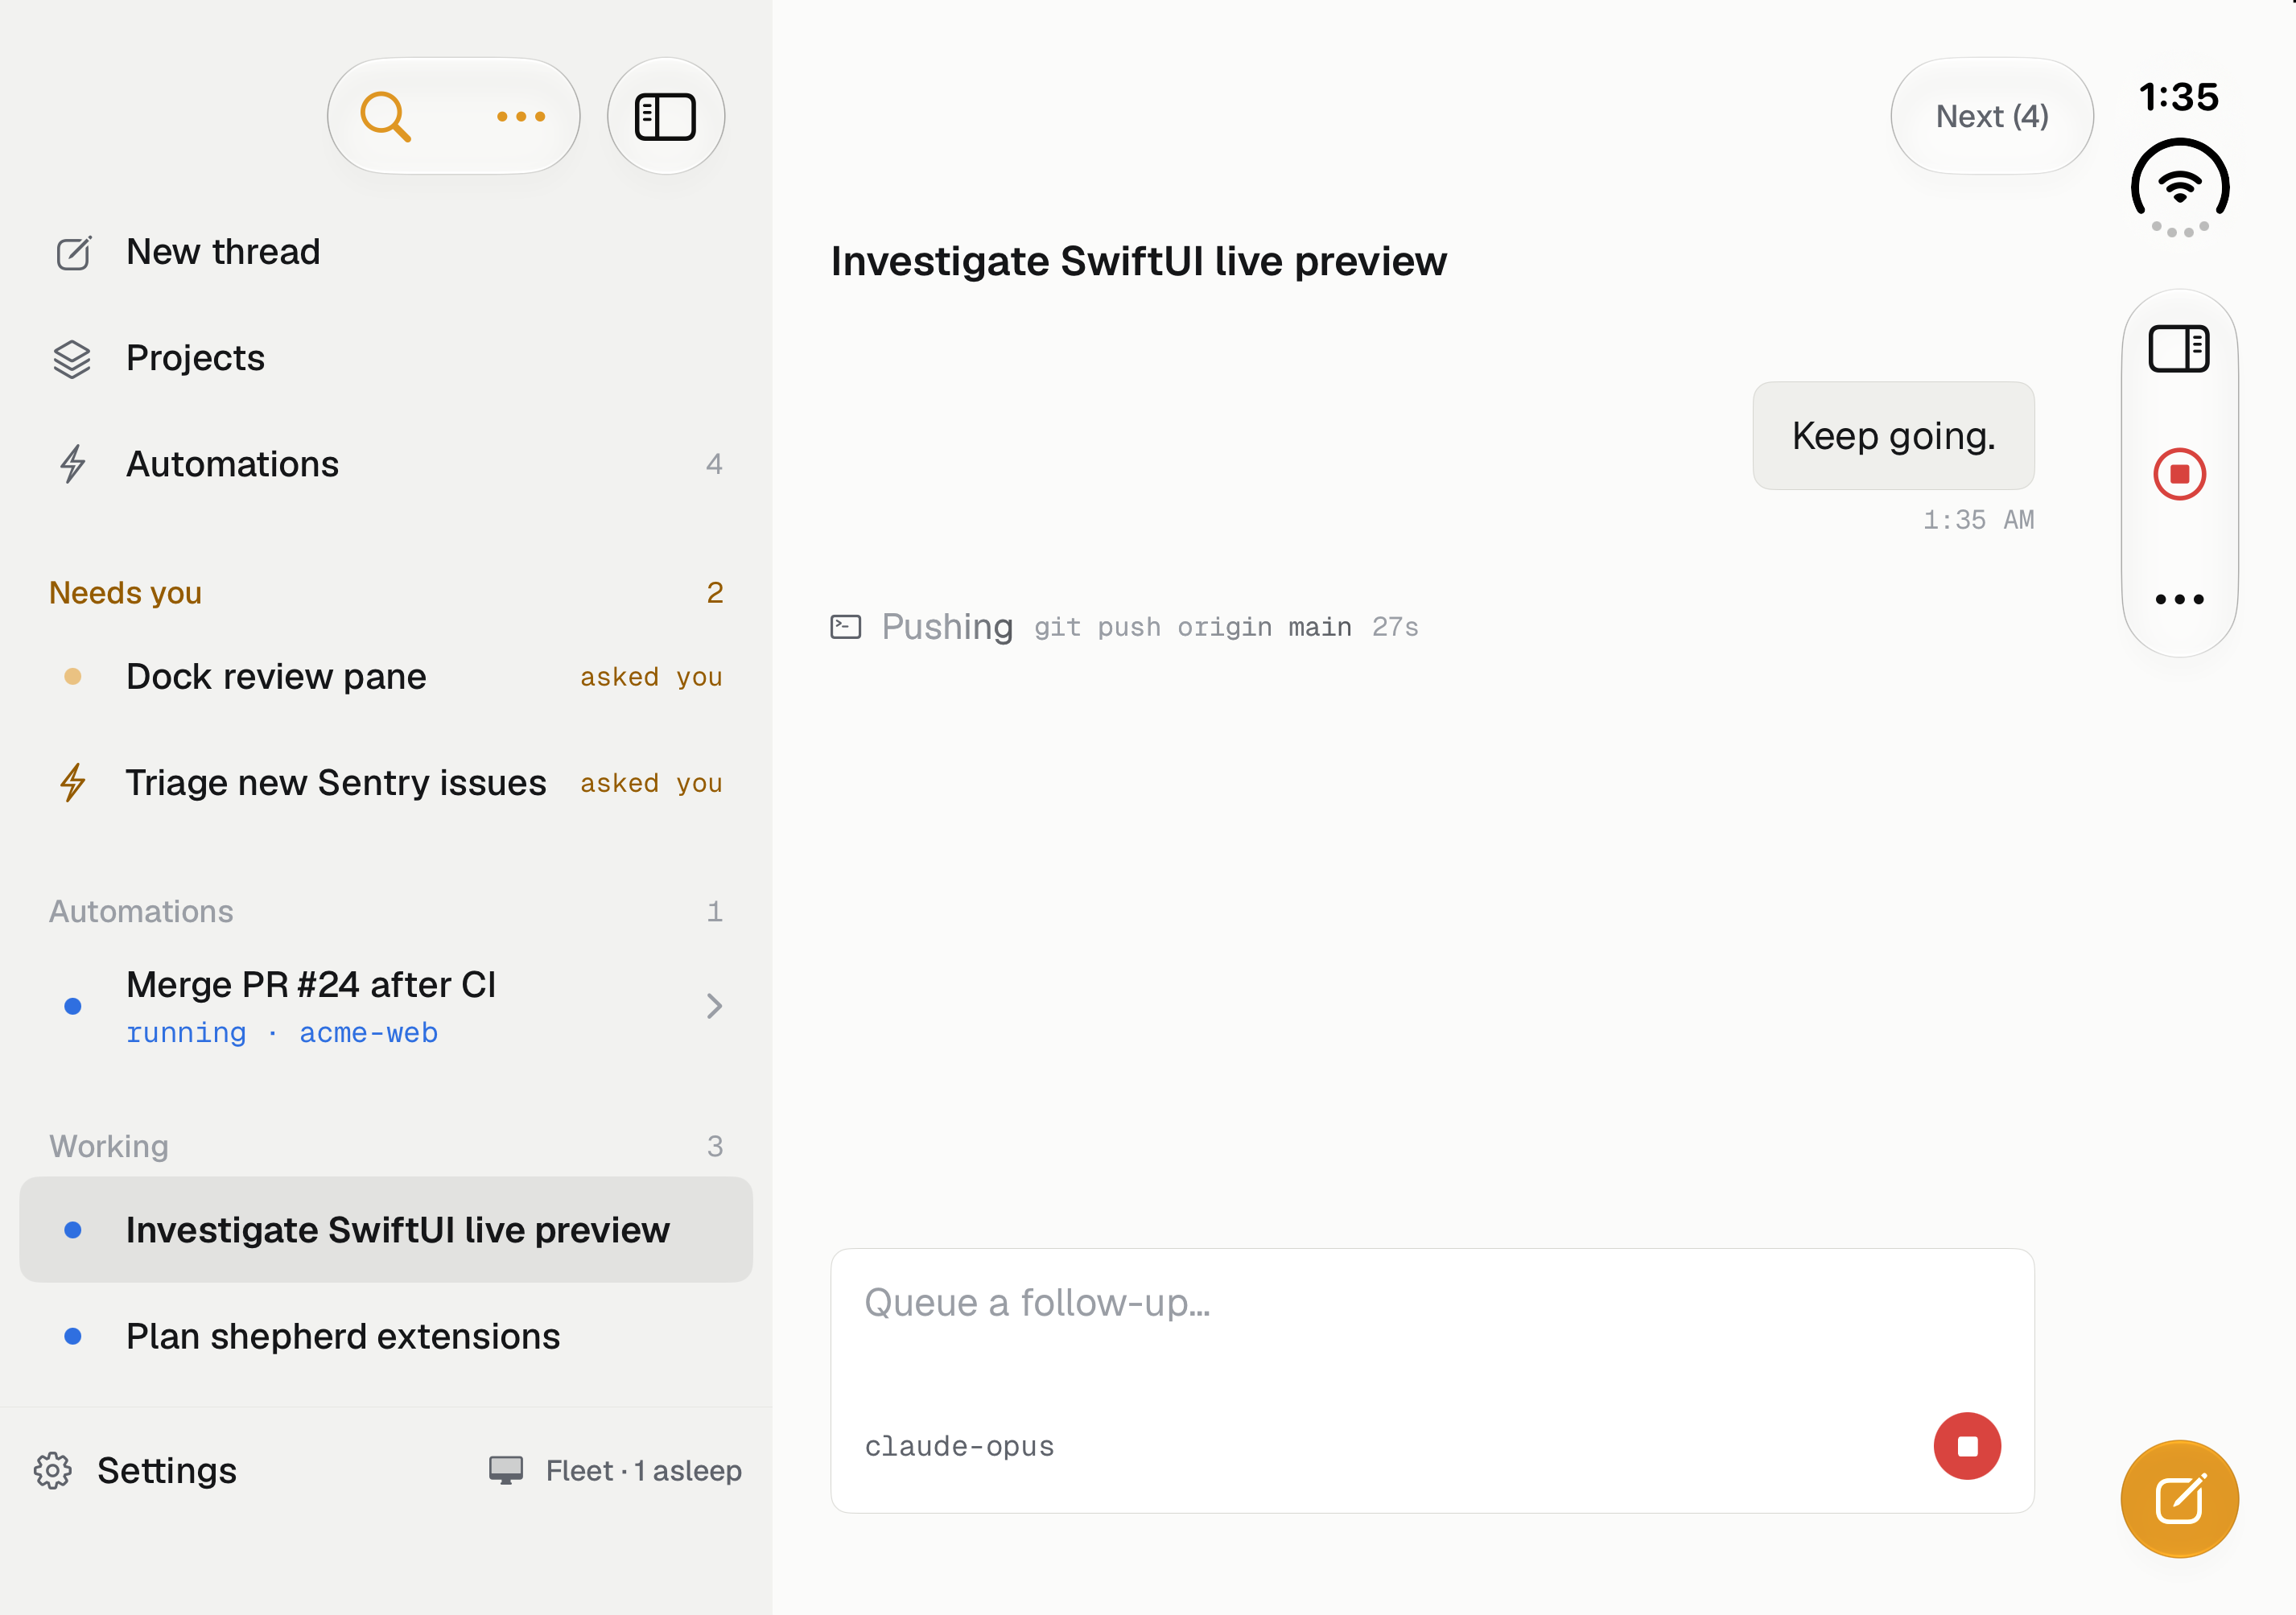 New thread
Projects
Automations 4
Needs you 2
Dock review pane asked you
Triage new Sentry issues asked you
Automations 1
Merge PR #24 after CI
running · acme-web
Working 3
Investigate SwiftUI live preview
Plan shepherd extensions
Settings Fleet · 1 asleep
Next (4)
1:35
Investigate SwiftUI live preview
Keep going.
1:35 AM
Pushing git push origin main 27s
Queue a follow-up…
claude-opus